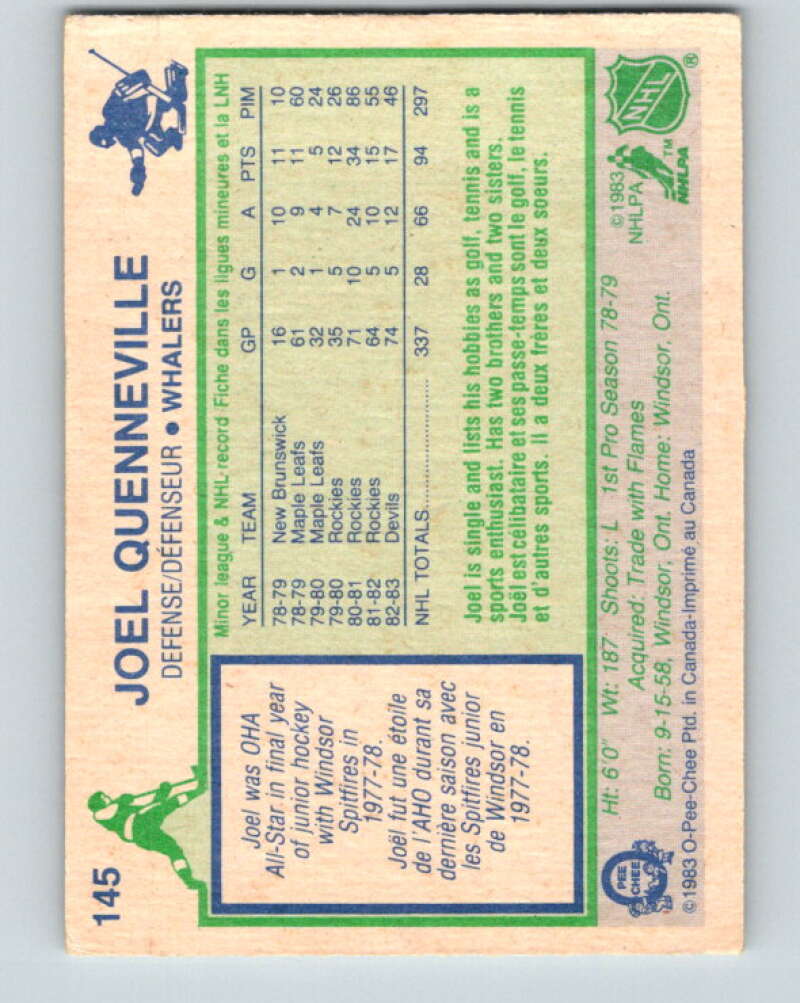 145
JOEL QUENNEVILLE
DEFENSE/DÉFENSEUR • WHALERS
Joel was OHA
All-Star in final year
of junior hockey
with Windsor
Spitfires in
1977-78.
Joël fut une étoile
de l'AHO durant sa
dernière saison avec
les Spitfires junior
de Windsor en
1977-78.
Minor league & NHL record Fiche dans les ligues mineures et la LNH
YEAR TEAM GP G A PTS PIM
78-79 New Brunswick 16 1 10 11 10
78-79 Maple Leafs 61 2 9 11 60
79-80 Maple Leafs 32 1 4 5 24
79-80 Rockies 35 5 7 12 26
80-81 Rockies 71 10 24 34 86
81-82 Rockies 64 5 10 15 55
82-83 Devils 74 5 12 17 46
NHL TOTALS.................. 337 28 66 94 297
Joel is single and lists his hobbies as golf, tennis and is a
sports enthusiast. Has two brothers and two sisters.
Joël est célibataire et ses passe-temps sont le golf, le tennis
et d'autres sports. Il a deux frères et deux soeurs.
Ht: 6'0" Wt: 187 Shoots: L 1st Pro Season 78-79
Acquired: Trade with Flames
Born: 9-15-58, Windsor, Ont. Home: Windsor, Ont.
©1983 O-Pee-Chee Ptd. in Canada-Imprimé au Canada
O
PEE
CHEE
©1983
NHLPA
NHLPA
TM
NHL
®